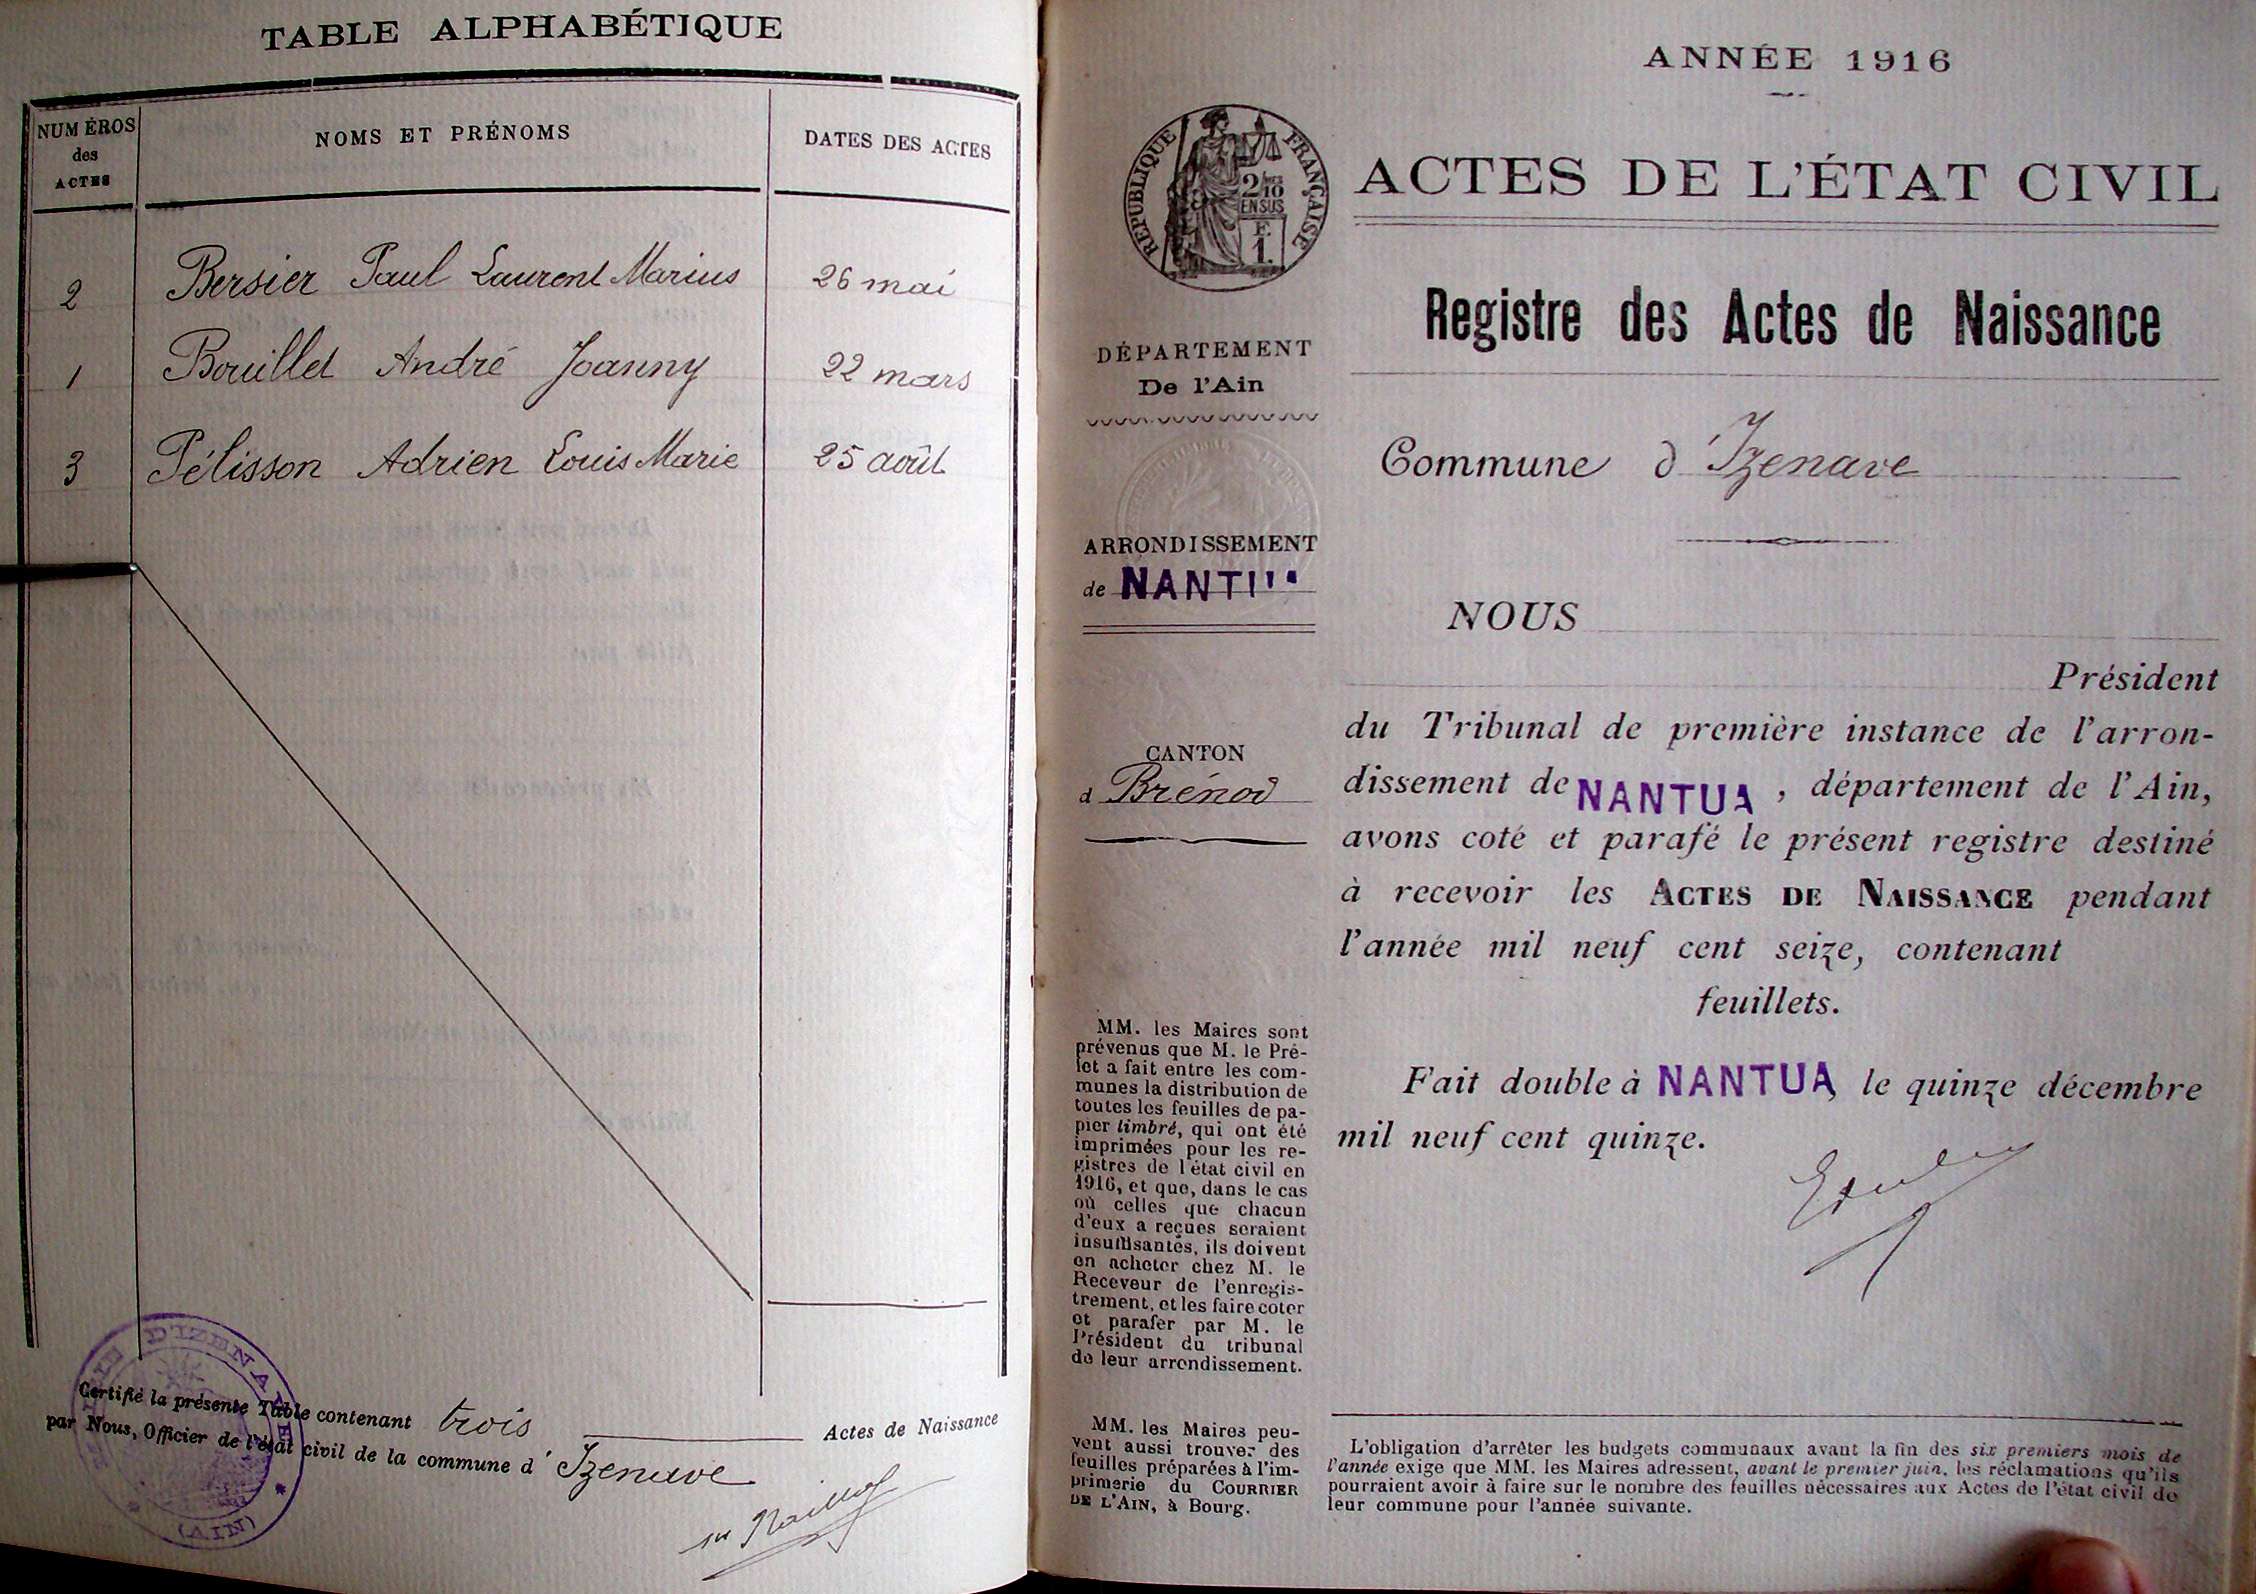 TABLE ALPHABÉTIQUE
NUMÉROS
des
ACTES
NOMS ET PRÉNOMS
DATES DES ACTES
2 Bersier Paul Laurent Marius 26 mai
1 Bouillet André Joanny 22 mars
3 Pélisson Adrien Louis Marie 25 août
Certifié la présente Table contenant trois Actes de Naissance
par Nous, Officier de l'état civil de la commune d'Izenave
MAIRIE D'IZENAVE
(AIN)
ANNÉE 1916
RÉPUBLIQUE FRANÇAISE
2/10
EN SUS
F.
1.
ACTES DE L'ÉTAT CIVIL
Registre des Actes de Naissance
DÉPARTEMENT
De l'Ain
Commune d'Izenave
ARRONDISSEMENT
de NANTUA
CANTON
d Brénod
MM. les Maires sont
prévenus que M. le Pré-
fet a fait entre les com-
munes la distribution de
toutes les feuilles de pa-
pier timbré, qui ont été
imprimées pour les re-
gistres de l'état civil en
1916, et que, dans le cas
où celles que chacun
d'eux a reçues seraient
insuffisantes, ils doivent
en acheter chez M. le
Receveur de l'enregis-
trement, et les faire coter
et parafer par M. le
Président du tribunal
de leur arrondissement.
MM. les Maires peu-
vent aussi trouver des
feuilles préparées à l'im-
primerie du COURRIER
DE L'AIN, à Bourg.
NOUS
Président
du Tribunal de première instance de l'arron-
dissement de NANTUA, département de l'Ain,
avons coté et parafé le présent registre destiné
à recevoir les ACTES DE NAISSANCE pendant
l'année mil neuf cent seize, contenant
feuillets.
Fait double à NANTUA, le quinze décembre
mil neuf cent quinze.
L'obligation d'arrêter les budgets communaux avant la fin des six premiers mois de
l'année exige que MM. les Maires adressent, avant le premier juin, les réclamations qu'ils
pourraient avoir à faire sur le nombre des feuilles nécessaires aux Actes de l'état civil de
leur commune pour l'année suivante.